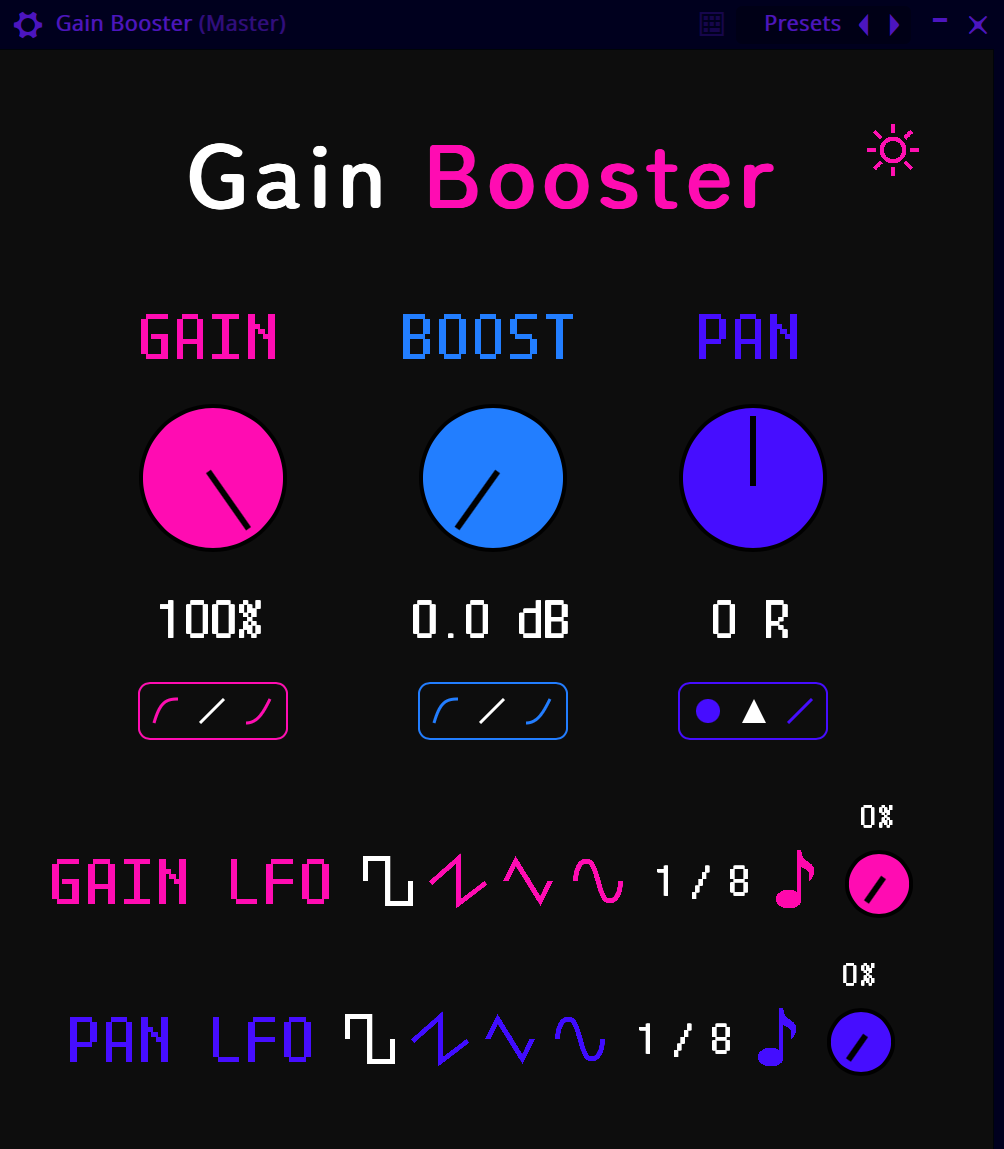 Gain Booster (Master) Presets
Gain Booster
GAIN BOOST PAN
100% 0.0 dB 0 R
0%
GAIN LFO 1/8
0%
PAN LFO 1/8